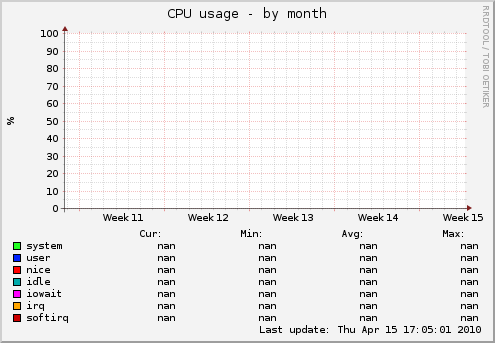 CPU usage - by month
RRDTOOL / TOBI OETIKER
%
100
90
80
70
60
50
40
30
20
10
0
Week 11 Week 12 Week 13 Week 14 Week 15
Cur: Min: Avg: Max:
system nan nan nan nan
user nan nan nan nan
nice nan nan nan nan
idle nan nan nan nan
iowait nan nan nan nan
irq nan nan nan nan
softirq nan nan nan nan
Last update: Thu Apr 15 17:05:01 2010